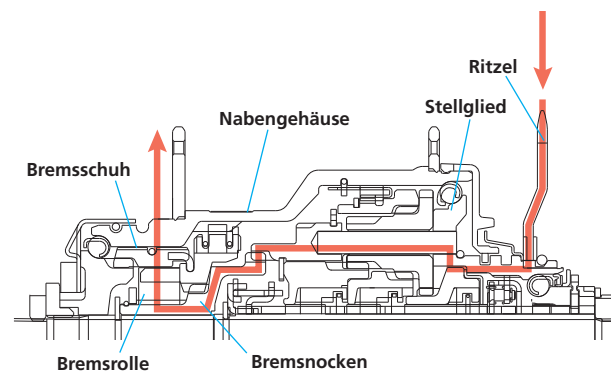 Ritzel
Stellglied
Nabengehäuse
Bremsschuh
Bremsrolle
Bremsnocken